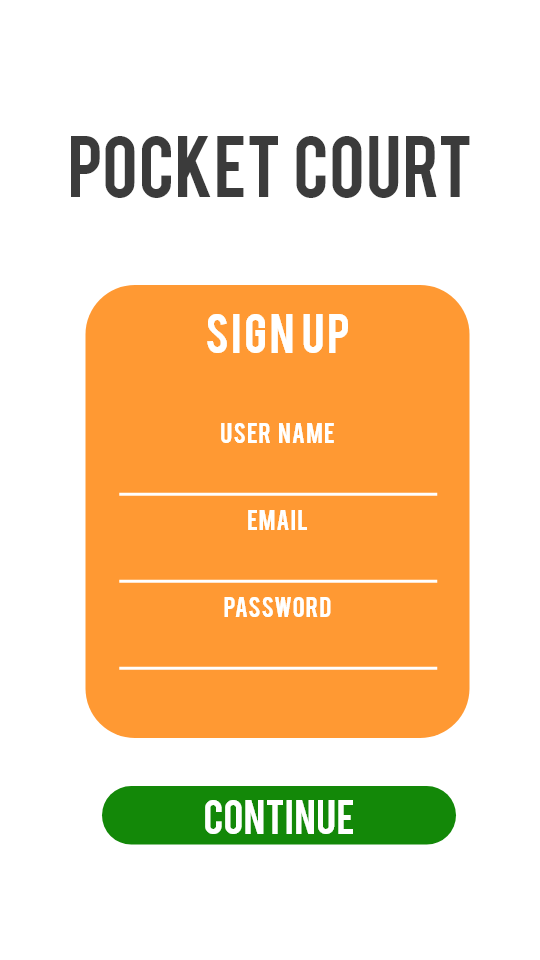 POCKET COURT
SIGN UP
USER NAME
EMAIL
PASSWORD
CONTINUE